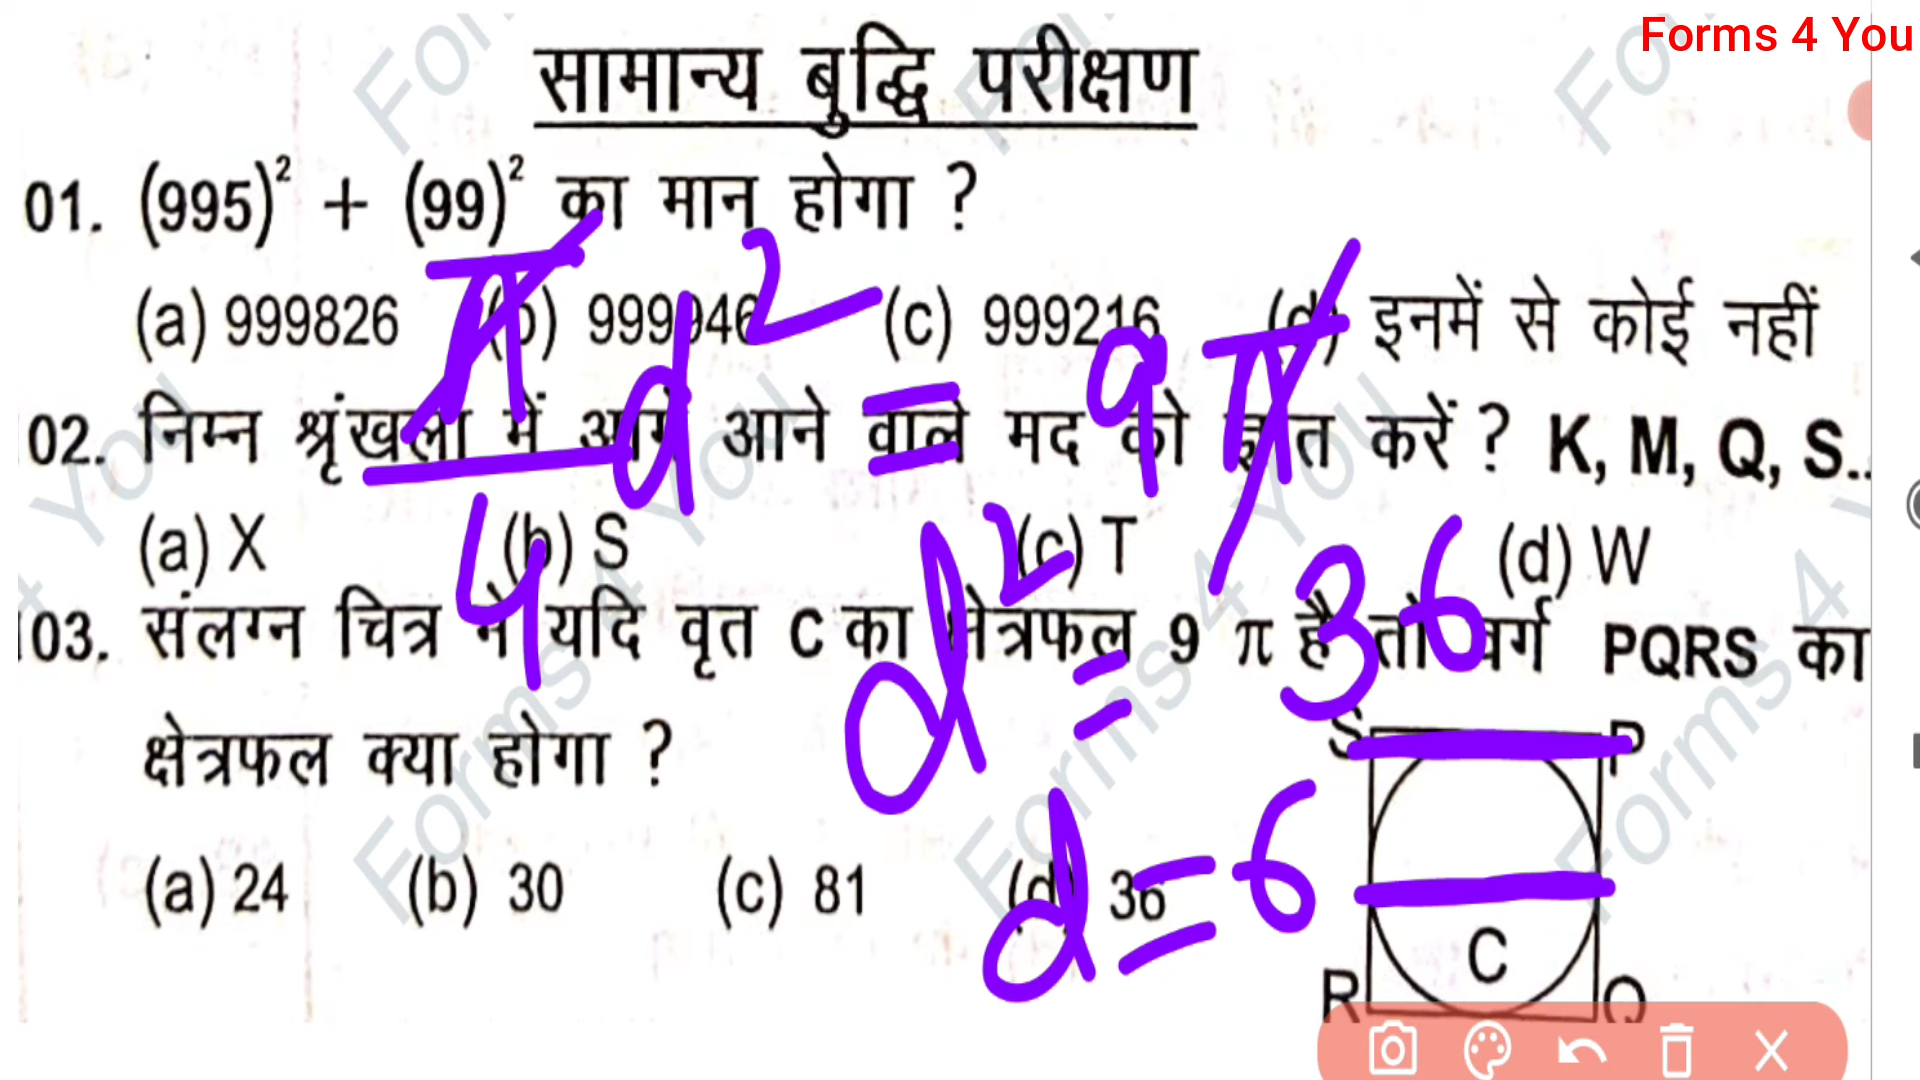 Forms 4 You
सामान्य बुद्धि परीक्षण
01. (995)² + (99)² का मान होगा ?
(a) 999826 (b) 999946 (c) 999216 (d) इनमें से कोई नहीं
02. निम्न श्रृंखला में आगे आने वाले मद को ज्ञात करें ? K, M, Q, S..
(a) X (b) S (c) T (d) W
03. संलग्न चित्र मे यदि वृत C का क्षेत्रफल 9 π है तो वर्ग PQRS का
क्षेत्रफल क्या होगा ?
(a) 24 (b) 30 (c) 81 (d) 36
S P
C
R Q
π/4 d² = 9π
d² = 36
d = 6